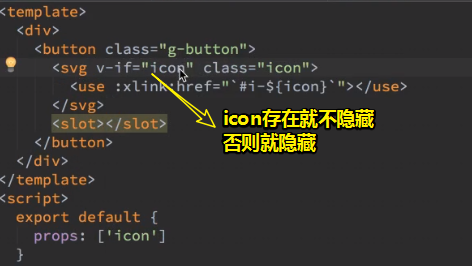 <template>
<div>
<button class="g-button">
<svg v-if="icon" class="icon">
<use :xlink:href="`#i-${icon}`"></use>
</svg>
<slot></slot>
icon存在就不隐藏
否则就隐藏
</button>
</div>
</template>
<script>
export default {
props: ['icon']
}